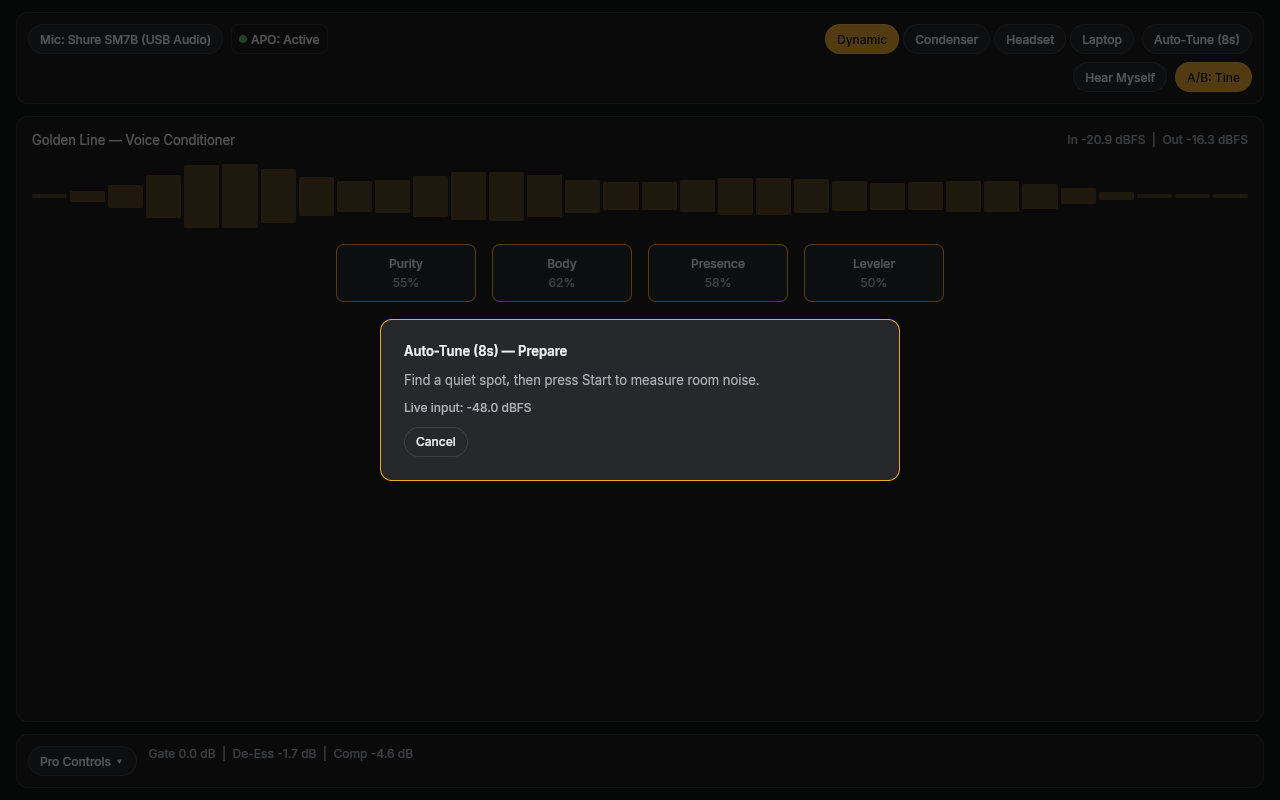 Mic: Shure SM7B (USB Audio) APO: Active Dynamic Condenser Headset Laptop Auto-Tune (8s)
Hear Myself A/B: Tine
Golden Line — Voice Conditioner In -20.9 dBFS | Out -16.3 dBFS
Purity Body Presence Leveler
55% 62% 58% 50%
Auto-Tune (8s) — Prepare
Find a quiet spot, then press Start to measure room noise.
Live input: -48.0 dBFS
Cancel
Pro Controls ▾ Gate 0.0 dB | De-Ess -1.7 dB | Comp -4.6 dB